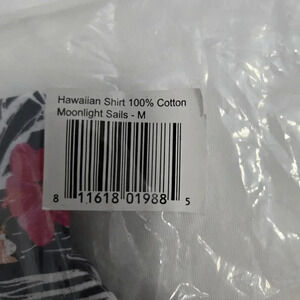 Hawaiian Shirt 100% Cotton
Moonlight Sails - M
8 11618 01988 5